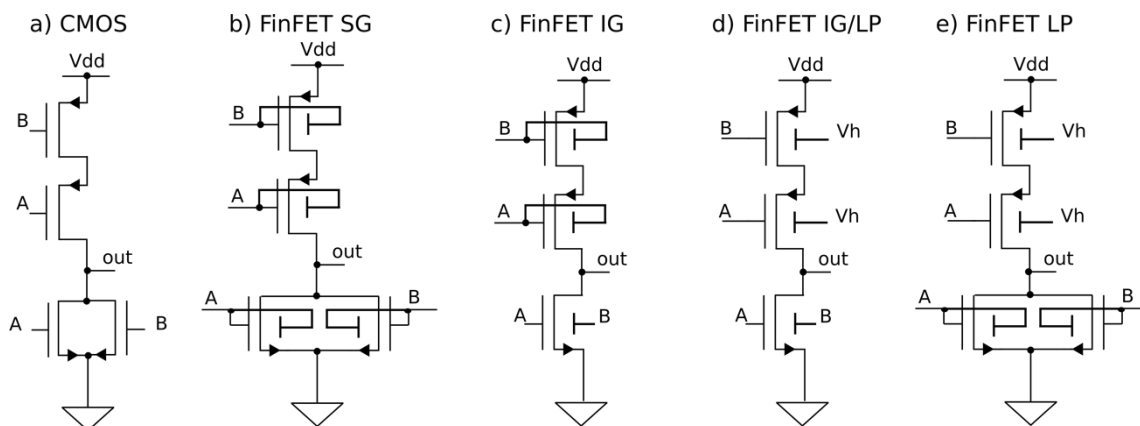 a) CMOS
b) FinFET SG
c) FinFET IG
d) FinFET IG/LP
e) FinFET LP
Vdd
B
A
out
A
B
Vdd
B
A
out
A
B
Vdd
B
A
out
A
B
Vdd
B
Vh
A
Vh
out
A
B
Vdd
B
Vh
A
Vh
out
A
B